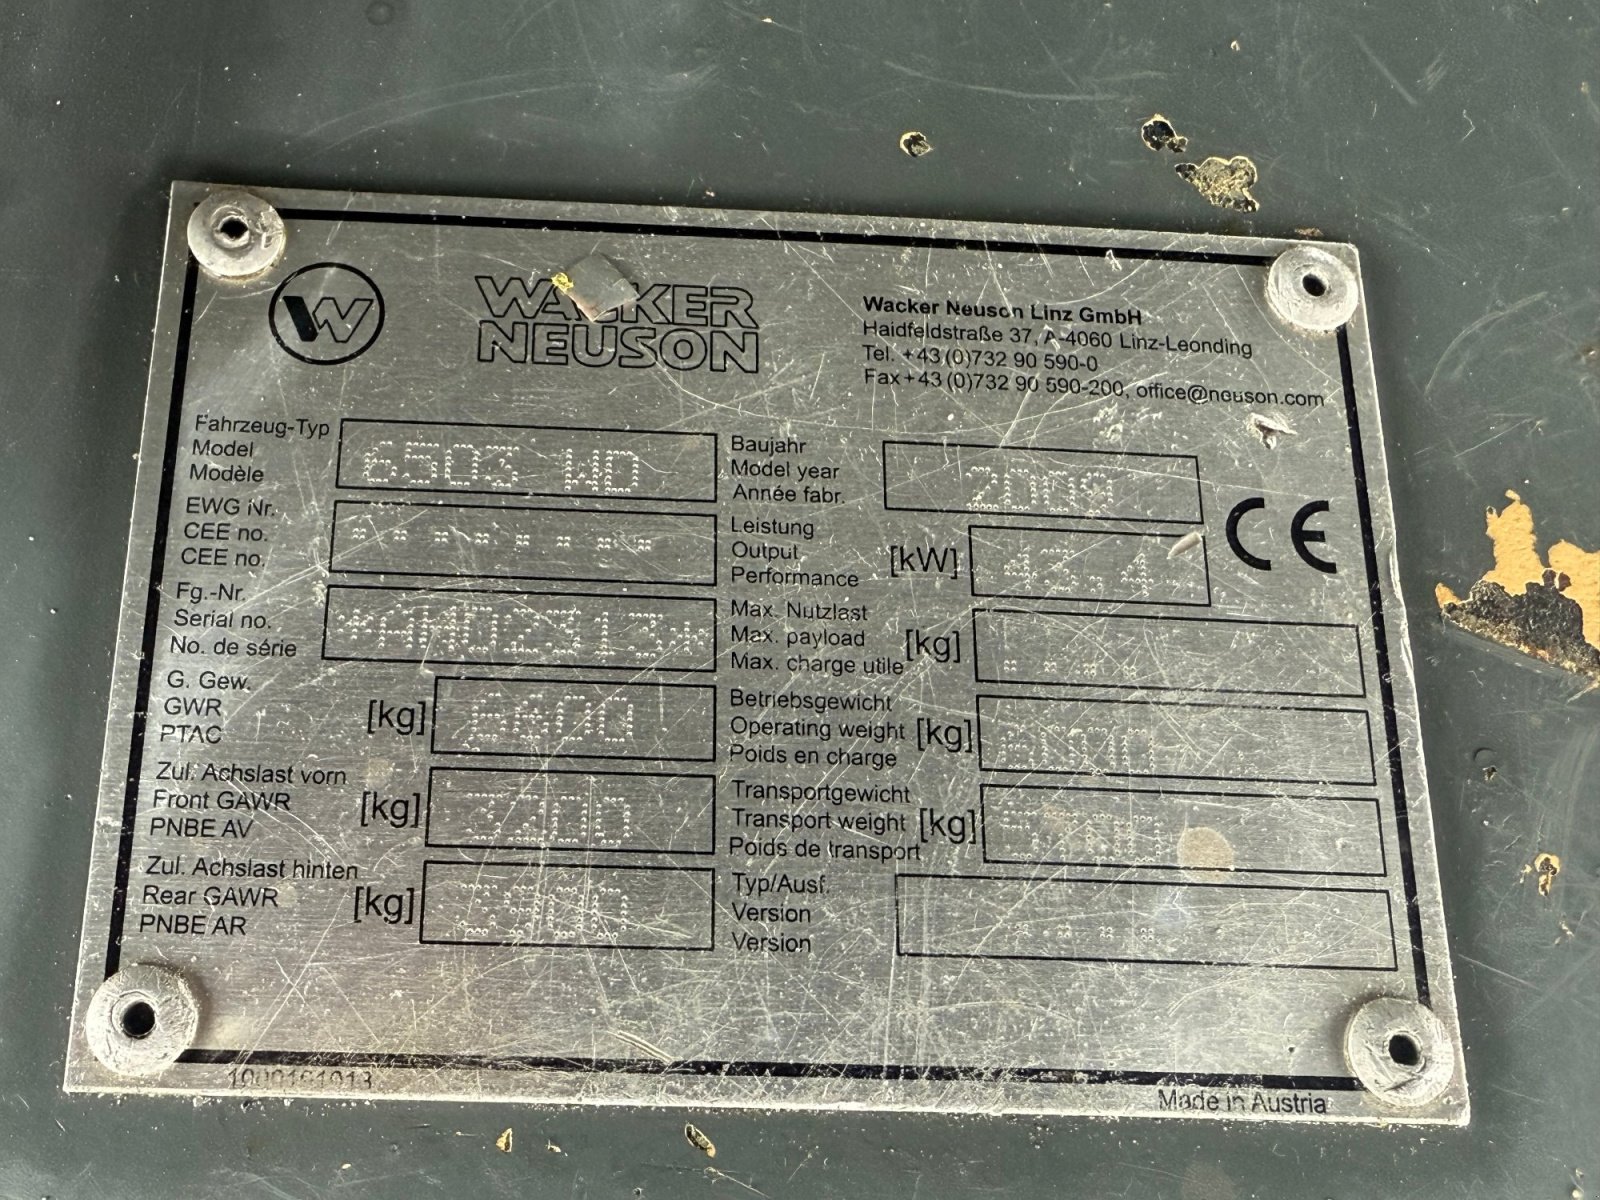 W
WACKER
NEUSON
Wacker Neuson Linz GmbH
Haidfeldstraße 37, A-4060 Linz-Leonding
Tel. +43(0)732 90 590-0
Fax+43(0)732 90 590-200, office@neuson.com
Fahrzeug-Typ
Model
Modèle
6503 WD
Baujahr
Model year
Année fabr.
2009
CE
EWG Nr.
CEE no.
CEE no.
Leistung
Output
Performance
[kW]
43.4
Fg.-Nr.
Serial no.
No. de série
Max. Nutzlast
Max. payload
Max. charge utile
[kg]
---
G. Gew.
GWR
PTAC
[kg]
Betriebsgewicht
Operating weight
Poids en charge
[kg]
Zul. Achslast vorn
Front GAWR
PNBE AV
[kg]
Transportgewicht
Transport weight
Poids de transport
[kg]
Zul. Achslast hinten
Rear GAWR
PNBE AR
[kg]
Typ/Ausf.
Version
Version
1000161013
Made in Austria